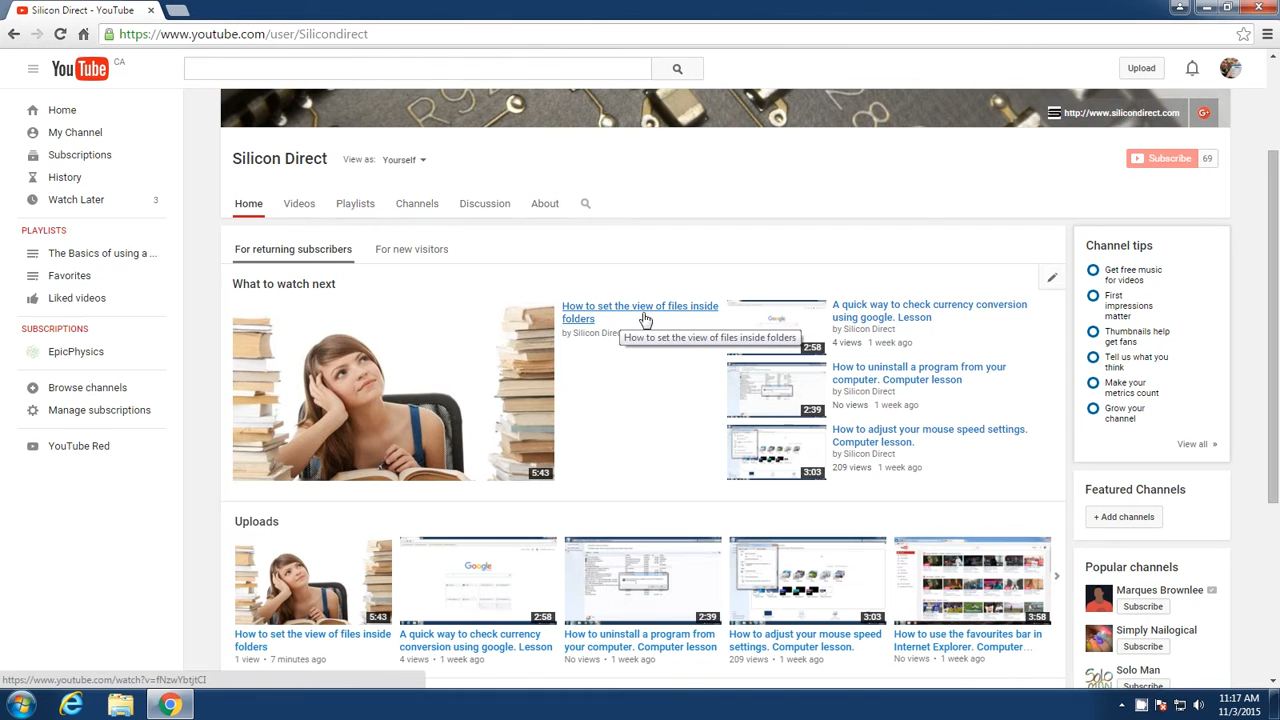 Silicon Direct - YouTube
https://www.youtube.com/user/Silicondirect
YouTube CA
Upload
http://www.silicondirect.com
Home
My Channel
Subscriptions
History
Watch Later 3
PLAYLISTS
The Basics of using a ...
Favorites
Liked videos
SUBSCRIPTIONS
EpicPhysics
Browse channels
Manage subscriptions
Tube Red
Silicon Direct View as: Yourself
Subscribe 69
Home Videos Playlists Channels Discussion About
For returning subscribers For new visitors
What to watch next
5:43
How to set the view of files inside
folders
by Silicon Dire
How to set the view of files inside folders
Google
2:58
A quick way to check currency conversion
using google. Lesson
by Silicon Direct
4 views • 1 week ago
2:39
How to uninstall a program from your
computer. Computer lesson
by Silicon Direct
No views • 1 week ago
3:03
How to adjust your mouse speed settings.
Computer lesson.
by Silicon Direct
209 views • 1 week ago
Uploads
5:43
How to set the view of files inside
folders
1 view • 7 minutes ago
Google
2:58
A quick way to check currency
conversion using google. Lesson
4 views • 1 week ago
2:39
How to uninstall a program from
your computer. Computer lesson
No views • 1 week ago
3:03
How to adjust your mouse speed
settings. Computer lesson.
209 views • 1 week ago
3:58
How to use the favourites bar in
Internet Explorer. Computer…
No views • 1 week ago
Channel tips
Get free music
for videos
First
impressions
matter
Thumbnails help
get fans
Tell us what you
think
Make your
metrics count
Grow your
channel
View all »
Featured Channels
+ Add channels
Popular channels
Marques Brownlee
Subscribe
Simply Nailogical
Subscribe
Solo Man
Subscribe
https://www.youtube.com/watch?v=fNzwYbtjtCI
11:17 AM
11/3/2015